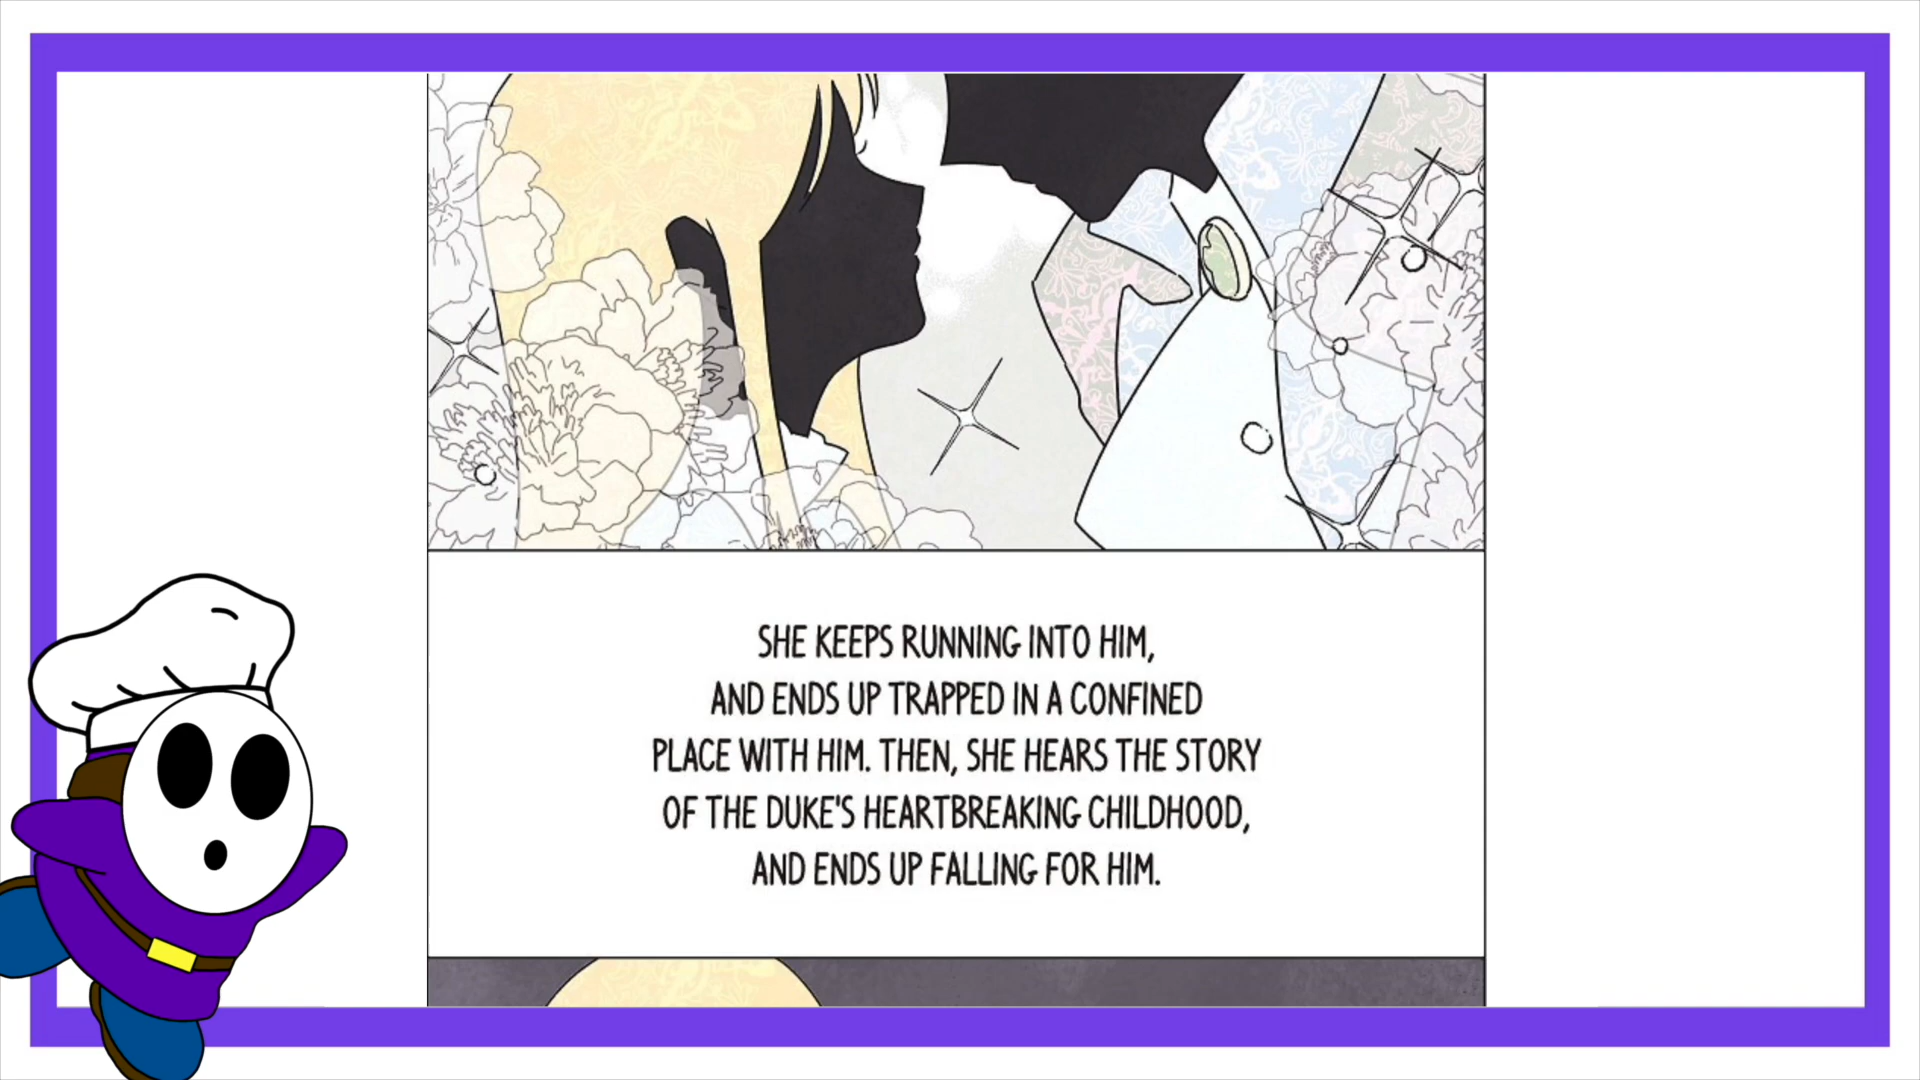 SHE KEEPS RUNNING INTO HIM,
AND ENDS UP TRAPPED IN A CONFINED
PLACE WITH HIM. THEN, SHE HEARS THE STORY
OF THE DUKE'S HEARTBREAKING CHILDHOOD,
AND ENDS UP FALLING FOR HIM.